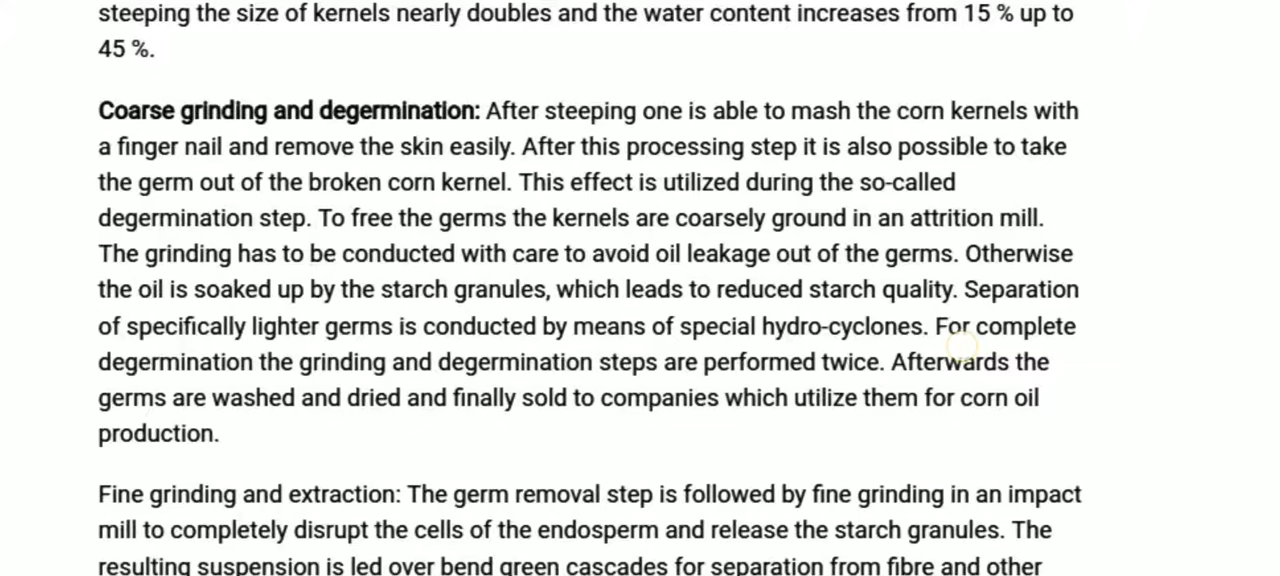 steeping the size of kernels nearly doubles and the water content increases from 15 % up to
45 %.
Coarse grinding and degermination: After steeping one is able to mash the corn kernels with
a finger nail and remove the skin easily. After this processing step it is also possible to take
the germ out of the broken corn kernel. This effect is utilized during the so-called
degermination step. To free the germs the kernels are coarsely ground in an attrition mill.
The grinding has to be conducted with care to avoid oil leakage out of the germs. Otherwise
the oil is soaked up by the starch granules, which leads to reduced starch quality. Separation
of specifically lighter germs is conducted by means of special hydro-cyclones. For complete
degermination the grinding and degermination steps are performed twice. Afterwards the
germs are washed and dried and finally sold to companies which utilize them for corn oil
production.
Fine grinding and extraction: The germ removal step is followed by fine grinding in an impact
mill to completely disrupt the cells of the endosperm and release the starch granules. The
resulting suspension is led over bend green cascades for separation from fibre and other